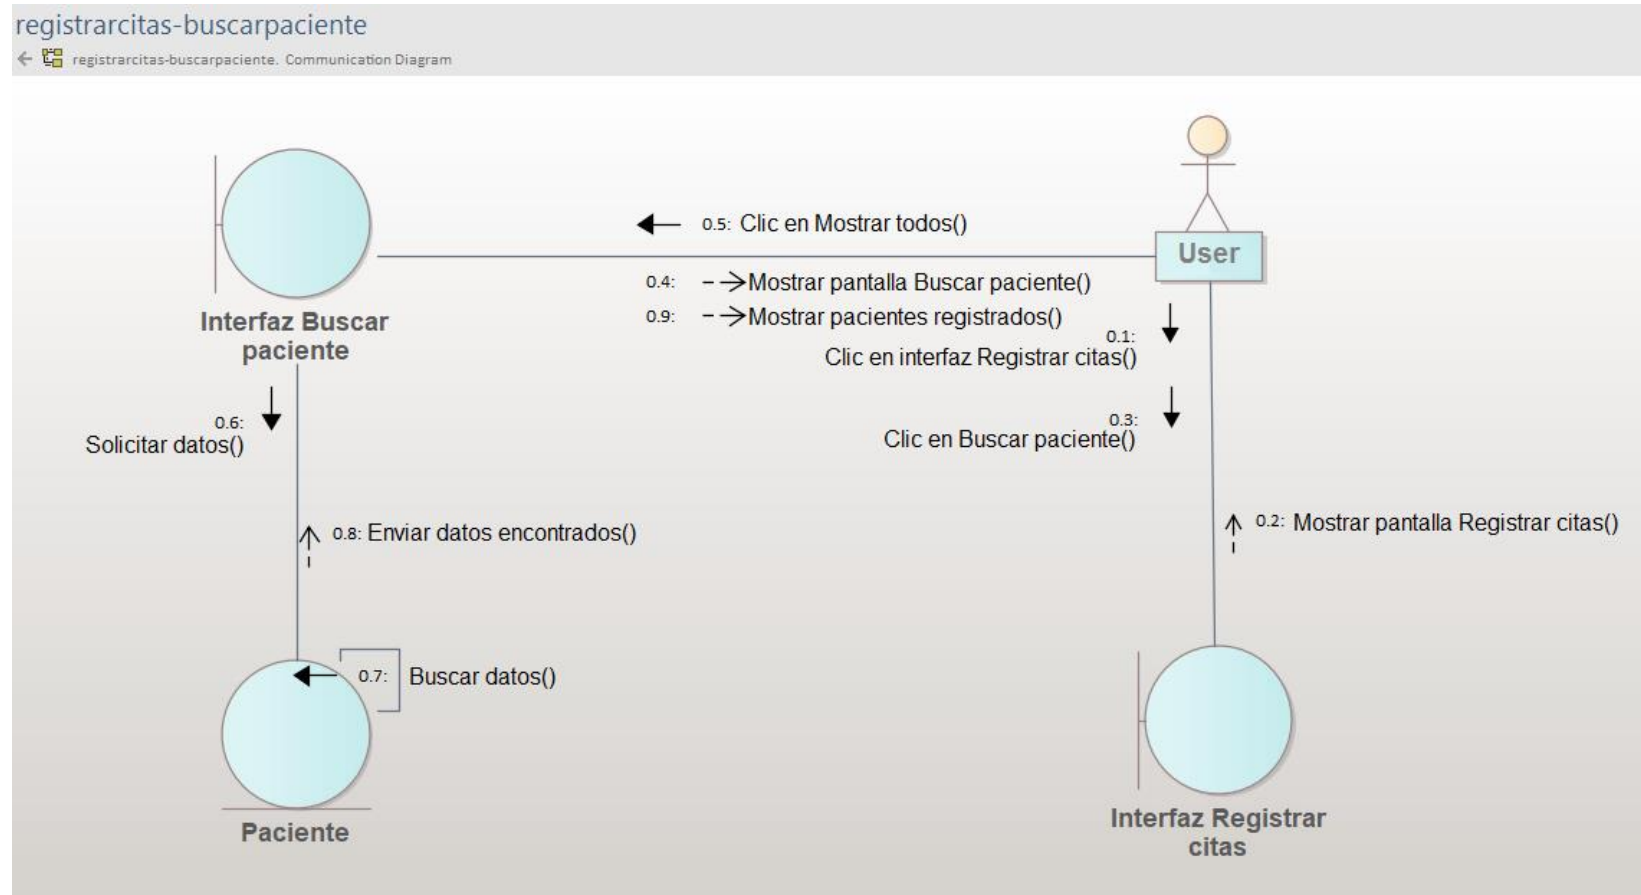 registrarcitas-buscarpaciente
registrarcitas-buscarpaciente. Communication Diagram
0.5: Clic en Mostrar todos()
User
0.4: Mostrar pantalla Buscar paciente()
0.9: Mostrar pacientes registrados()
Interfaz Buscar
paciente
0.1:
Clic en interfaz Registrar citas()
0.6:
Solicitar datos()
0.3:
Clic en Buscar paciente()
0.8: Enviar datos encontrados()
0.2: Mostrar pantalla Registrar citas()
0.7: Buscar datos()
Paciente
Interfaz Registrar
citas